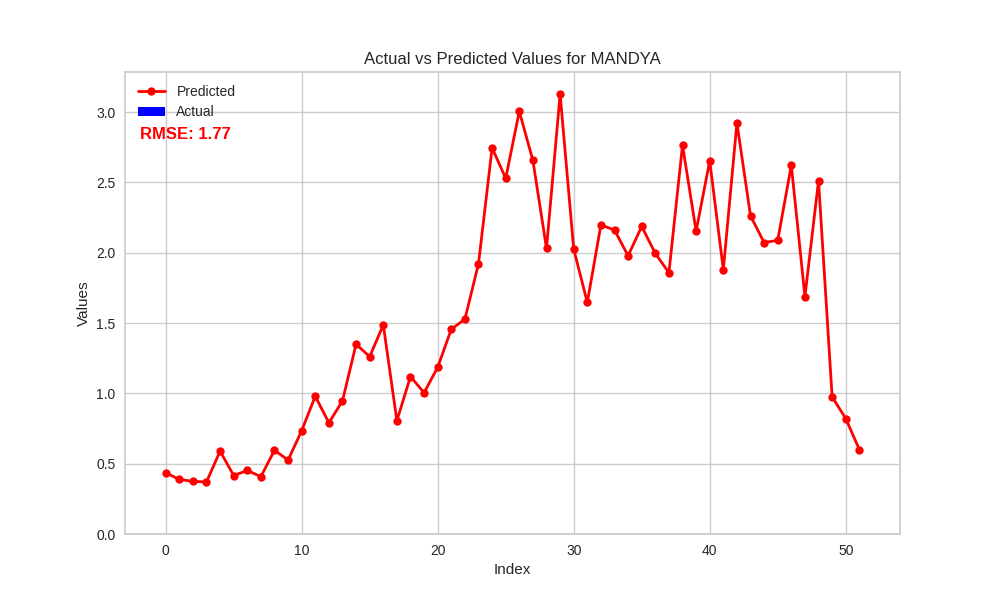 Actual vs Predicted Values for MANDYA
Predicted
Actual
RMSE: 1.77
3.0
2.5
2.0
1.5
1.0
0.5
0.0
Values
0 10 20 30 40 50
Index